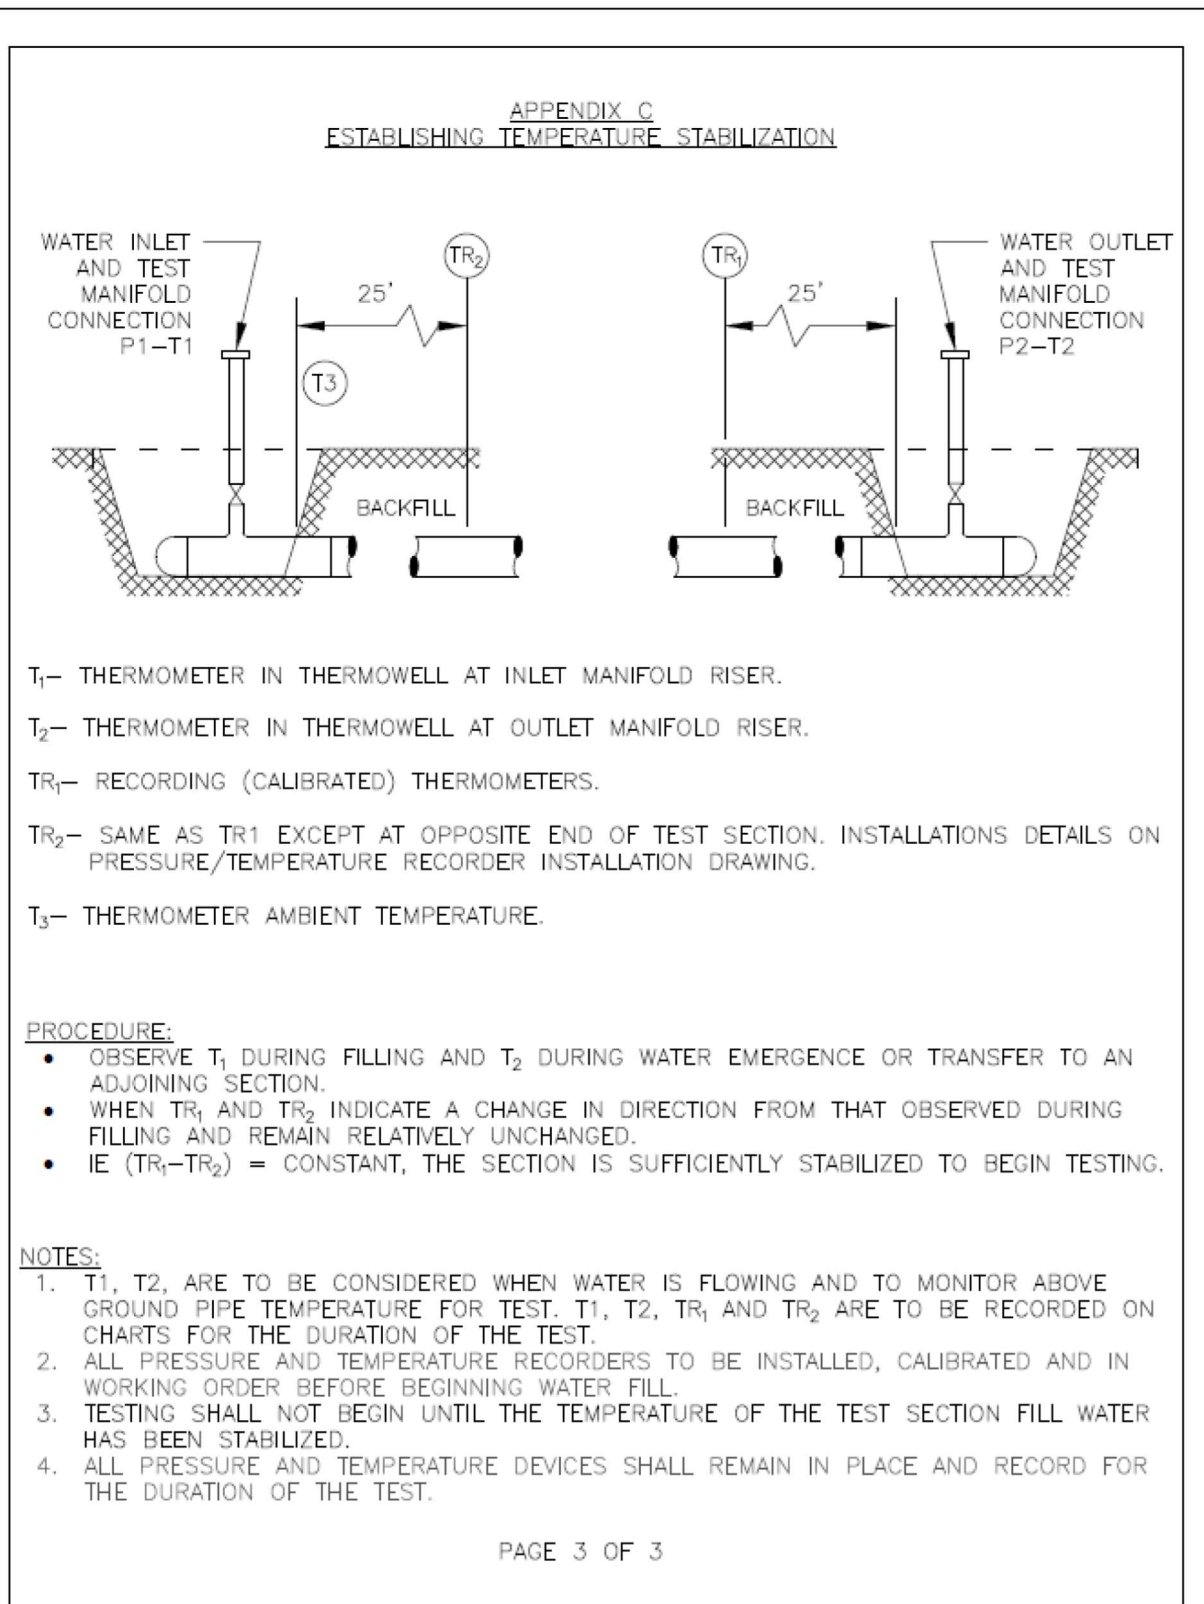 APPENDIX C
ESTABLISHING TEMPERATURE STABILIZATION
WATER INLET
AND TEST
MANIFOLD
CONNECTION
P1-T1
TR₂
25'
T3
TR₁
25'
WATER OUTLET
AND TEST
MANIFOLD
CONNECTION
P2-T2
BACKFILL
BACKFILL
T₁- THERMOMETER IN THERMOWELL AT INLET MANIFOLD RISER.
T₂- THERMOMETER IN THERMOWELL AT OUTLET MANIFOLD RISER.
TR₁- RECORDING (CALIBRATED) THERMOMETERS.
TR₂- SAME AS TR1 EXCEPT AT OPPOSITE END OF TEST SECTION. INSTALLATIONS DETAILS ON
PRESSURE/TEMPERATURE RECORDER INSTALLATION DRAWING.
T₃- THERMOMETER AMBIENT TEMPERATURE.
PROCEDURE:
• OBSERVE T₁ DURING FILLING AND T₂ DURING WATER EMERGENCE OR TRANSFER TO AN
ADJOINING SECTION.
• WHEN TR₁ AND TR₂ INDICATE A CHANGE IN DIRECTION FROM THAT OBSERVED DURING
FILLING AND REMAIN RELATIVELY UNCHANGED.
• IE (TR₁-TR₂) = CONSTANT, THE SECTION IS SUFFICIENTLY STABILIZED TO BEGIN TESTING.
NOTES:
1. T1, T2, ARE TO BE CONSIDERED WHEN WATER IS FLOWING AND TO MONITOR ABOVE
GROUND PIPE TEMPERATURE FOR TEST. T1, T2, TR₁ AND TR₂ ARE TO BE RECORDED ON
CHARTS FOR THE DURATION OF THE TEST.
2. ALL PRESSURE AND TEMPERATURE RECORDERS TO BE INSTALLED, CALIBRATED AND IN
WORKING ORDER BEFORE BEGINNING WATER FILL.
3. TESTING SHALL NOT BEGIN UNTIL THE TEMPERATURE OF THE TEST SECTION FILL WATER
HAS BEEN STABILIZED.
4. ALL PRESSURE AND TEMPERATURE DEVICES SHALL REMAIN IN PLACE AND RECORD FOR
THE DURATION OF THE TEST.
PAGE 3 OF 3